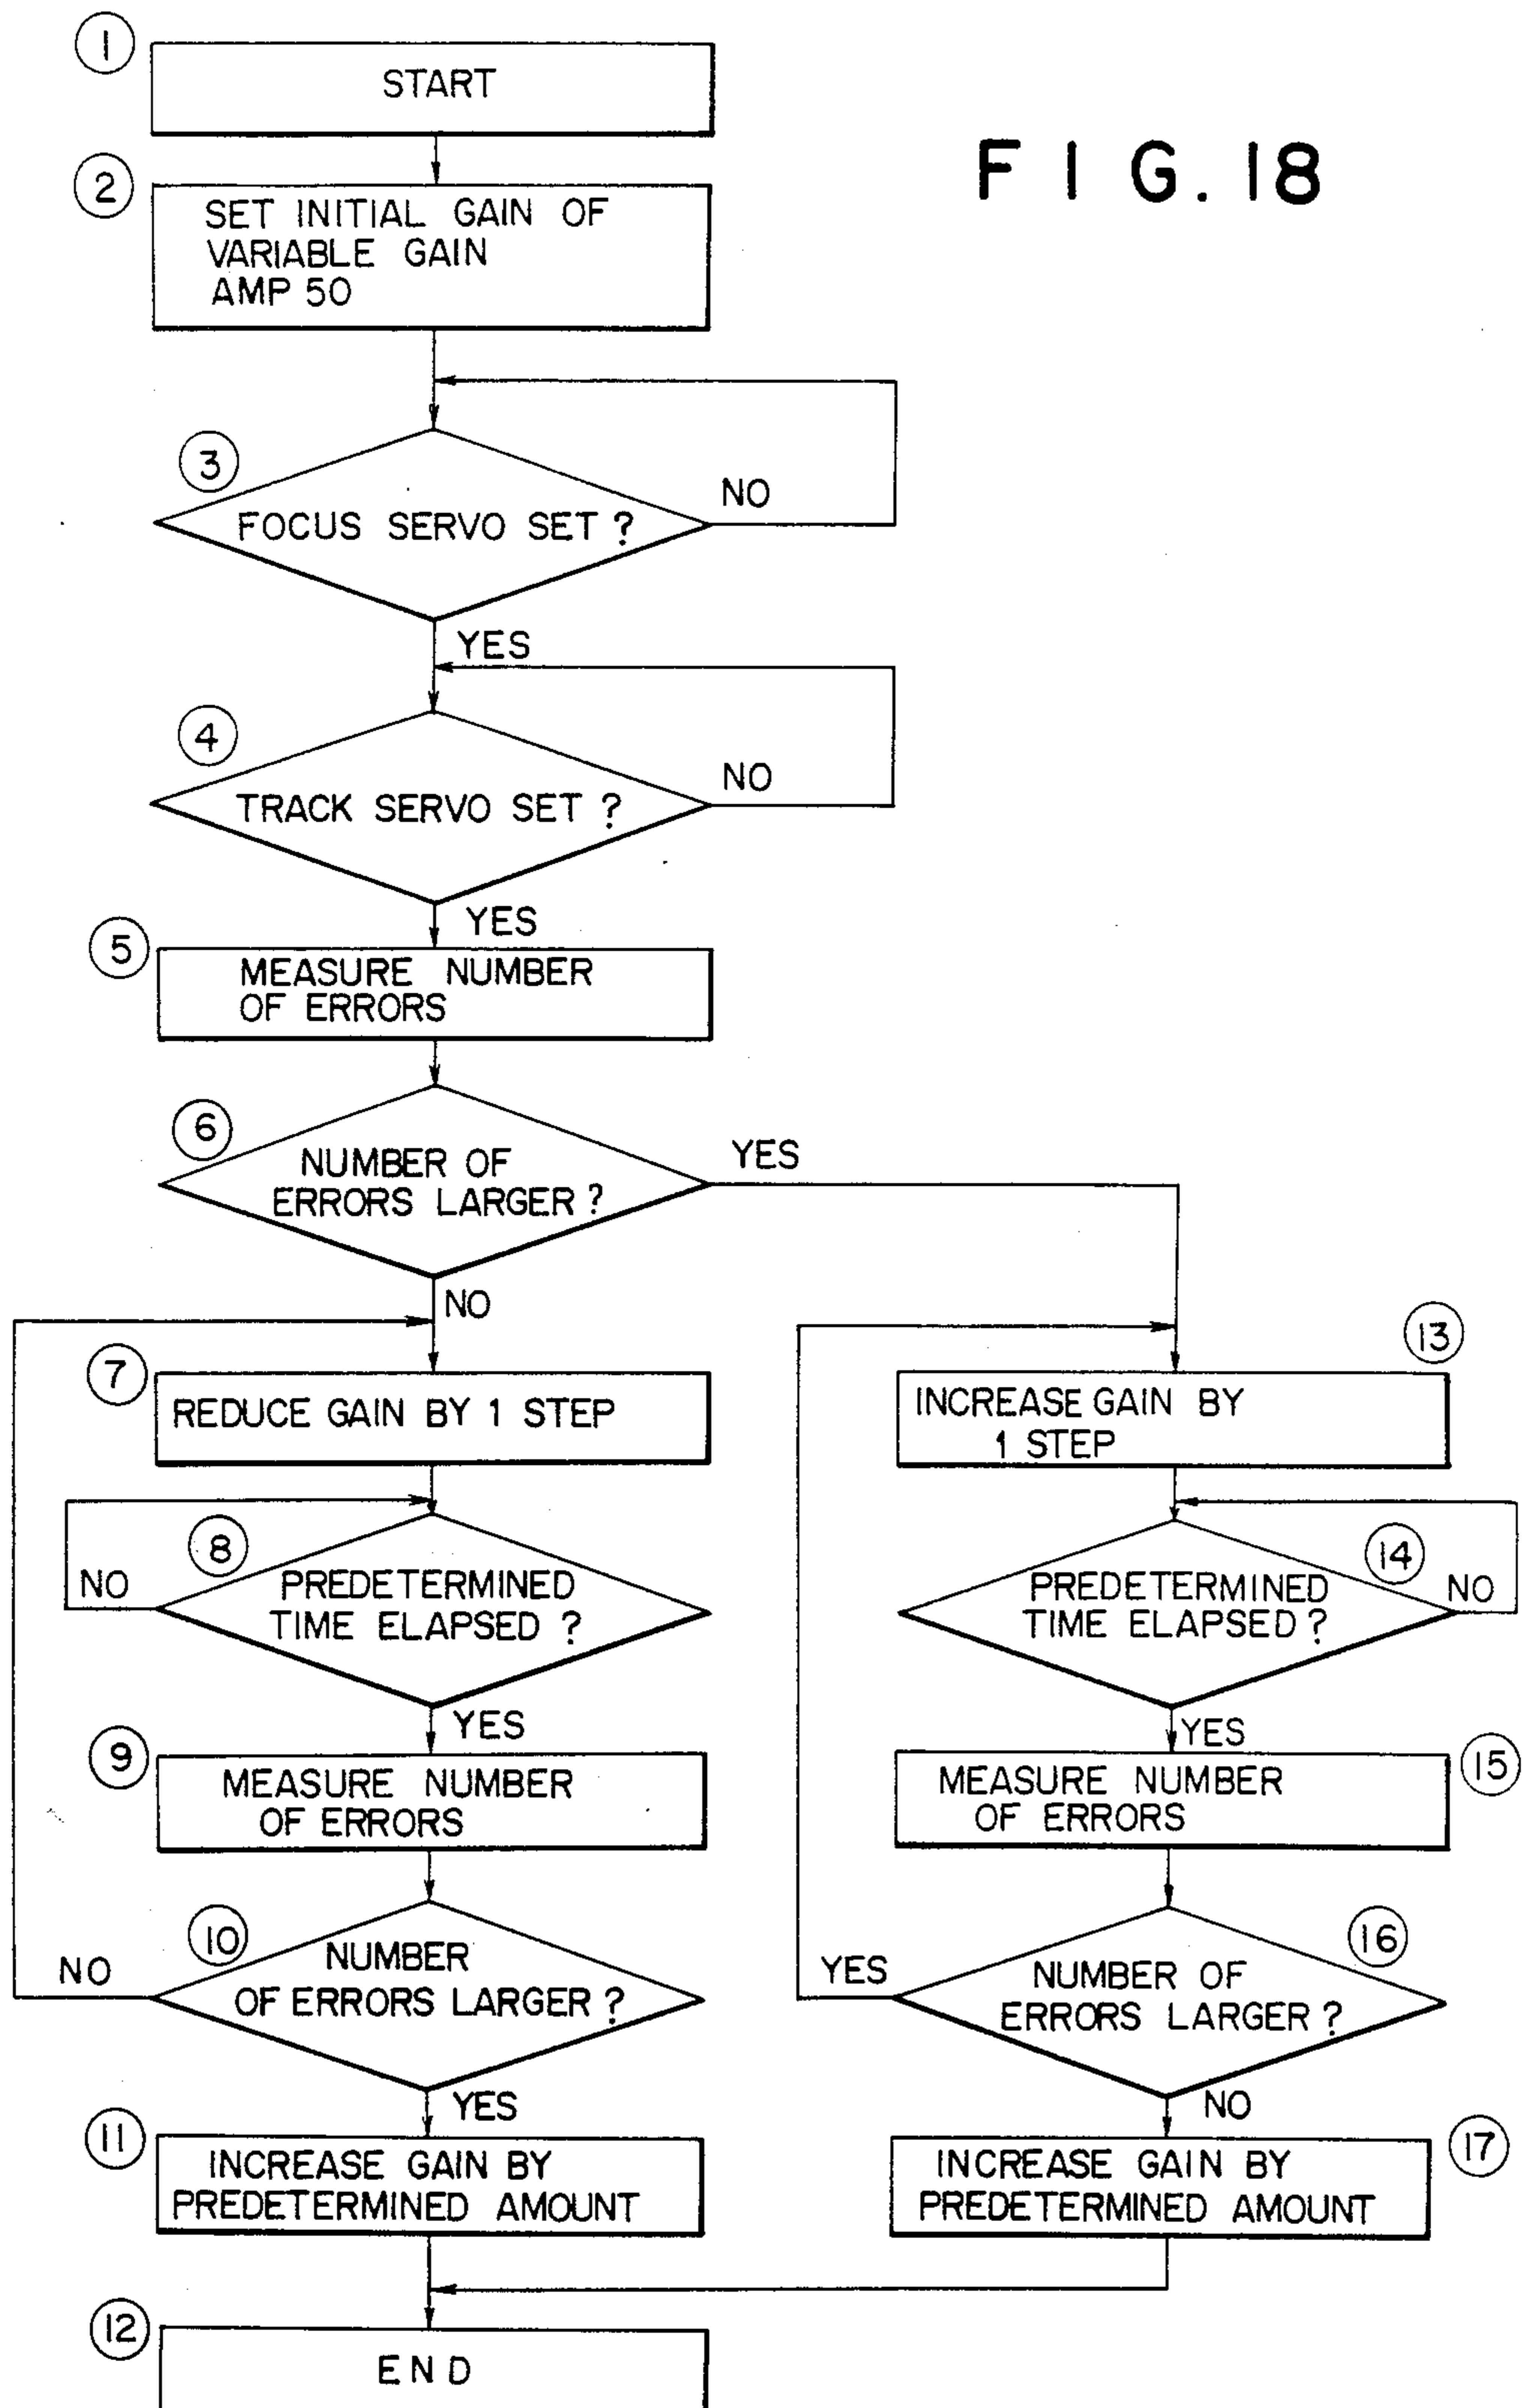 1
START
FIG. 18
2
SET INITIAL GAIN OF
VARIABLE GAIN
AMP 50
3
FOCUS SERVO SET ?
NO
YES
4
TRACK SERVO SET ?
NO
YES
5
MEASURE NUMBER
OF ERRORS
6
NUMBER OF
ERRORS LARGER ?
YES
NO
7
REDUCE GAIN BY 1 STEP
8
PREDETERMINED
TIME ELAPSED ?
NO
YES
9
MEASURE NUMBER
OF ERRORS
10
NUMBER
OF ERRORS LARGER ?
NO
YES
11
INCREASE GAIN BY
PREDETERMINED AMOUNT
12
END
13
INCREASE GAIN BY
1 STEP
14
PREDETERMINED
TIME ELAPSED ?
NO
YES
15
MEASURE NUMBER
OF ERRORS
16
NUMBER OF
ERRORS LARGER ?
YES
NO
17
INCREASE GAIN BY
PREDETERMINED AMOUNT